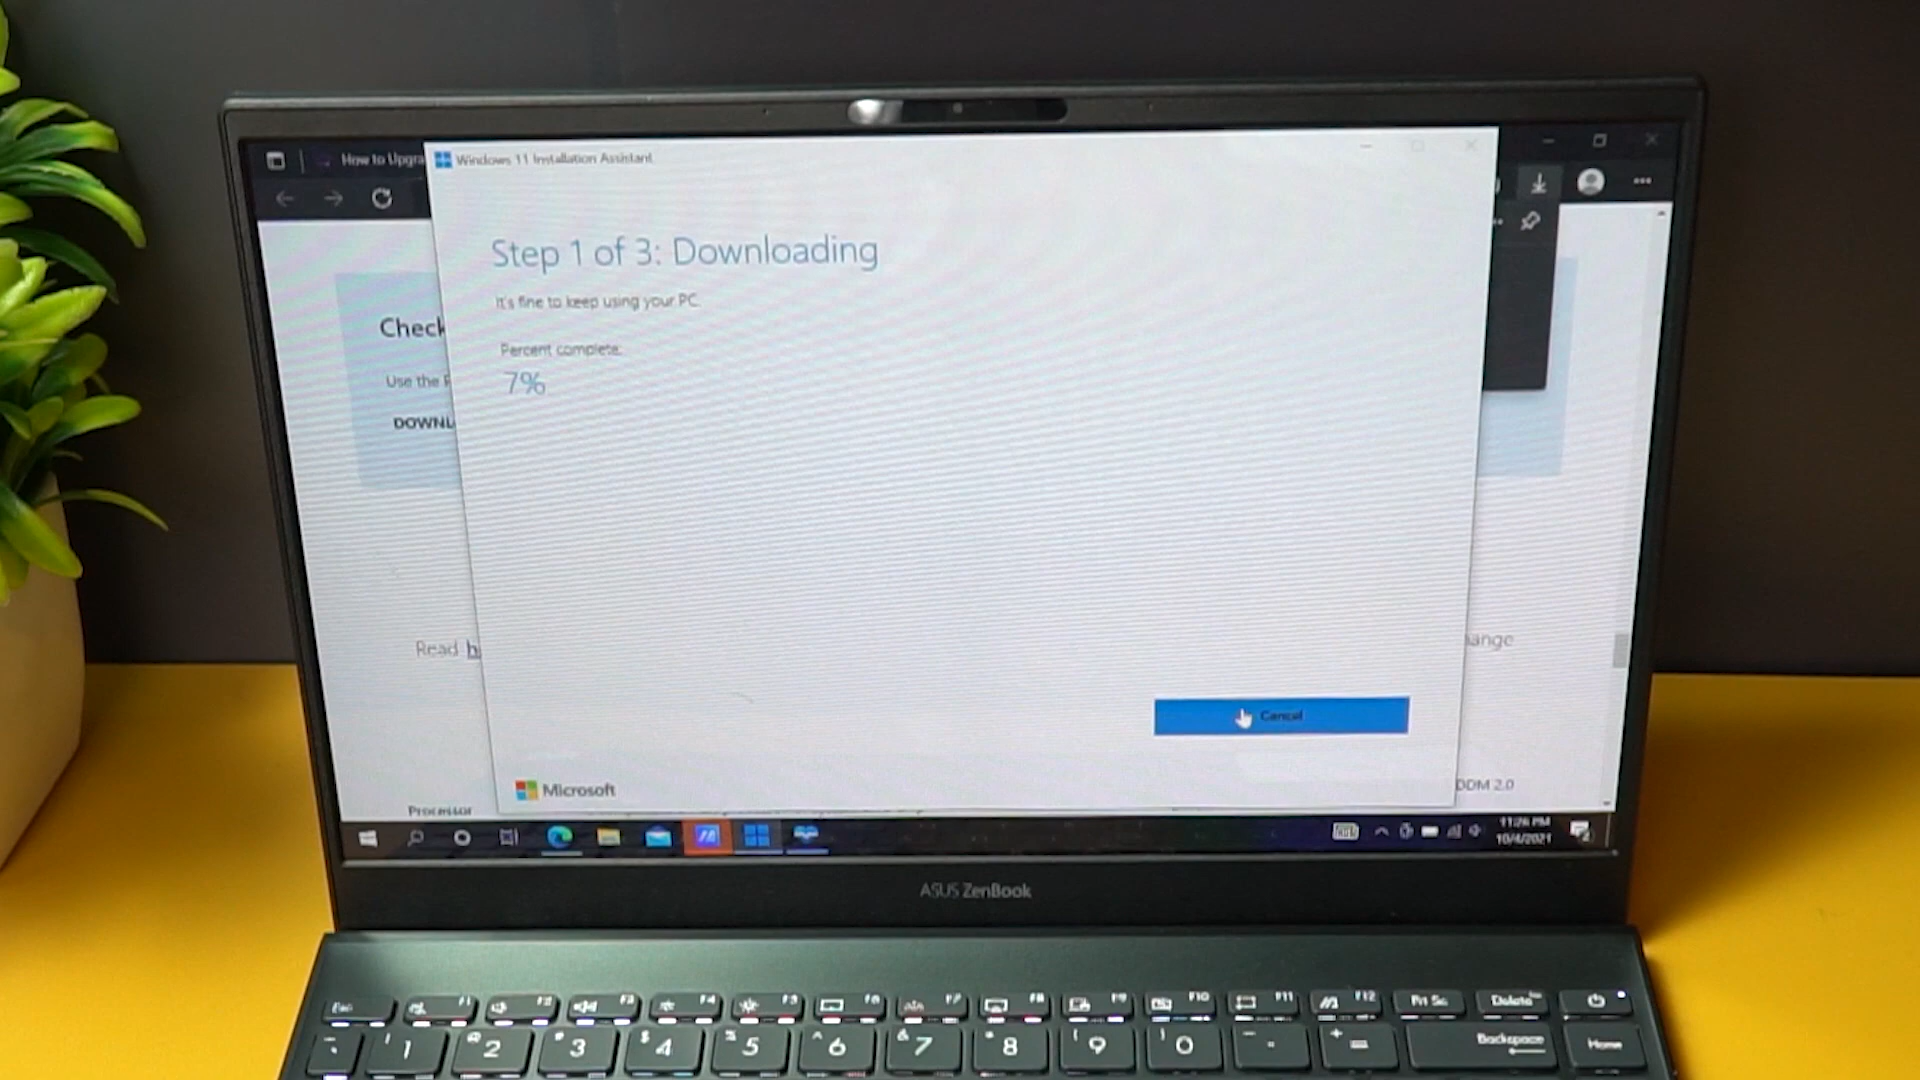 How to Upgra
Windows 11 Installation Assistant
Step 1 of 3: Downloading
It's fine to keep using your PC.
Percent complete:
7%
Check
Use the P
DOWNL
Read h
ange
Cancel
Microsoft
DDM 2.0
Processor
11:26 PM
10/4/2021
ASUS ZenBook
Esc F1 F2 F3 F4 F5 F6 F7 F8 F9 F10 F11 F12 Prt Sc Delete
! 1 @ 2 # 3 $ 4 % 5 ^ 6 & 7 * 8 ( 9 ) 0 - + = Backspace Home